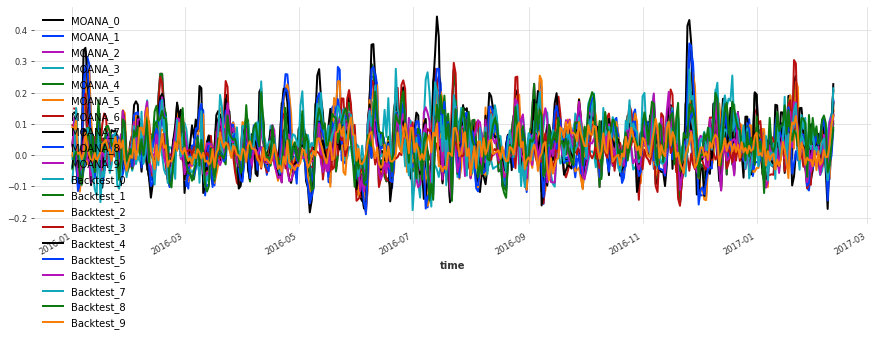 MOANA_0
MOANA_1
MOANA_2
MOANA_3
MOANA_4
MOANA_5
MOANA_6
MOANA_7
MOANA_8
MOANA_9
Backtest_0
Backtest_1
Backtest_2
Backtest_3
Backtest_4
Backtest_5
Backtest_6
Backtest_7
Backtest_8
Backtest_9
0.4
0.3
0.2
0.1
0.0
−0.1
−0.2
2016-01
2016-03
2016-05
2016-07
2016-09
2016-11
2017-01
2017-03
time